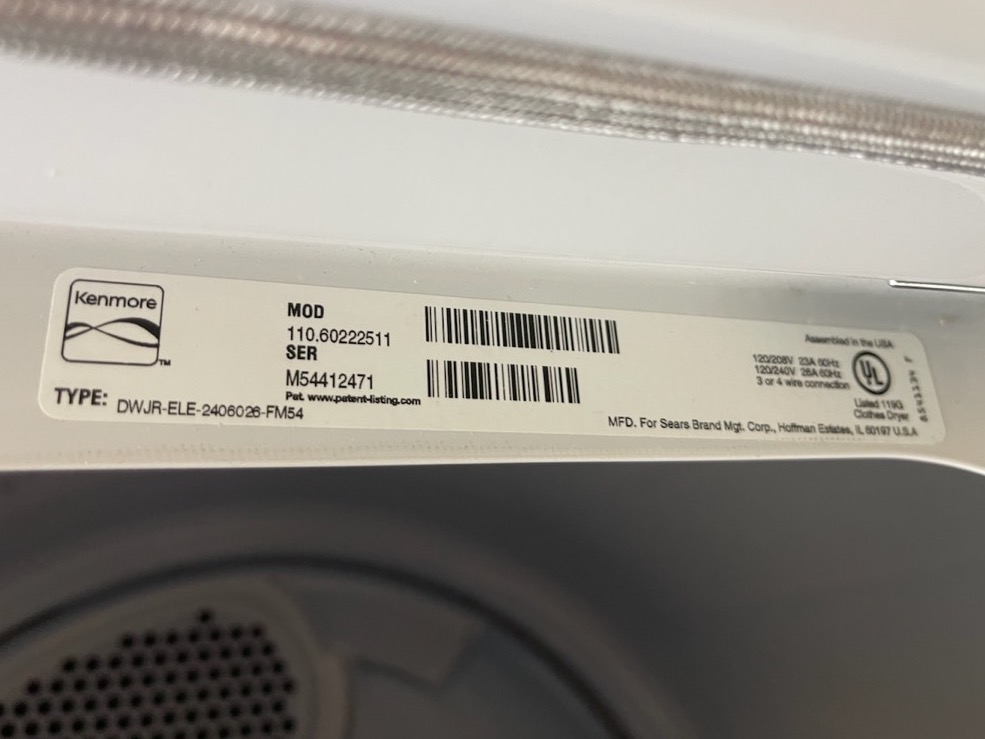 Kenmore
TM
MOD
110.60222511
SER
M54412471
Pat. www.patent-listing.com
TYPE: DWJR-ELE-2406026-FM54
Assembled in the USA
120/208V 23A 60Hz
120/240V 26A 60Hz
3 or 4 wire connection
UL
Listed 119G
Clothes Dryer
MFD. For Sears Brand Mgt. Corp., Hoffman Estates, IL 60197 U.S.A